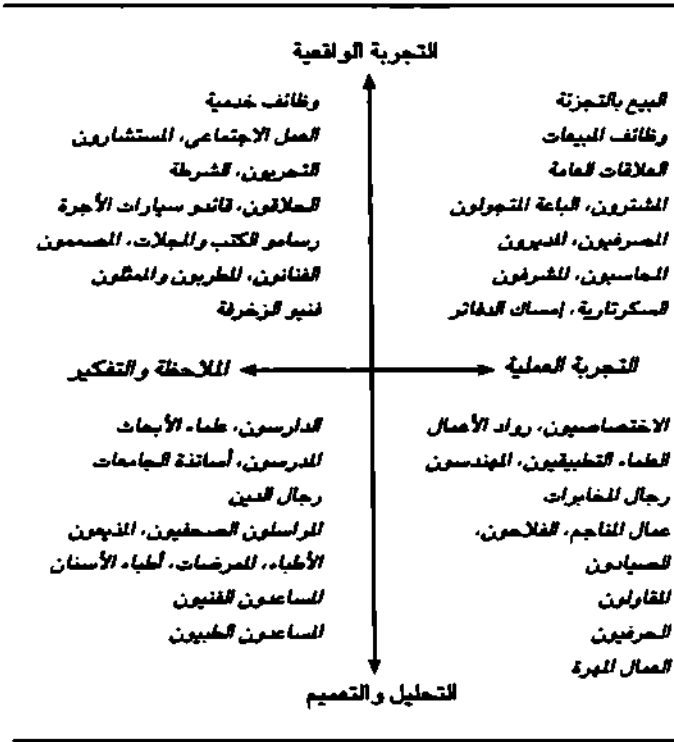 التجربة الواقعية
البيع بالتجزئة
وظائف المبيعات
العلاقات العامة
المشترون، الباعة المتجولون
المصرفيون، المديرون
المحاسبون، المشرفون
السكرتارية، إمساك الدفاتر
وظائف خدمية
العمل الاجتماعي، المستشارون
التحريون، الشرطة
الحلاقون، قائدو سيارات الأجرة
رسامو الكتب والمجلات، المصممون
الفنانون، المطربون والممثلون
فنيو الزخرفة
التجربة العملية
الملاحظة والتفكير
الاختصاصيون، رواد الأعمال
العلماء التطبيقيون، المهندسون
رجال المخابرات
عمال المناجم، الفلاحون،
الصيادون
المقاولون
الحرفيون
العمال المهرة
الدارسون، علماء الأبحاث
المدرسون، أساتذة الجامعات
رجال الدين
المراسلون الصحفيون، المذيعون
الأطباء، الممرضات، أطباء الأسنان
المساعدون الفنيون
المساعدون الطبيون
التحليل والتعميم